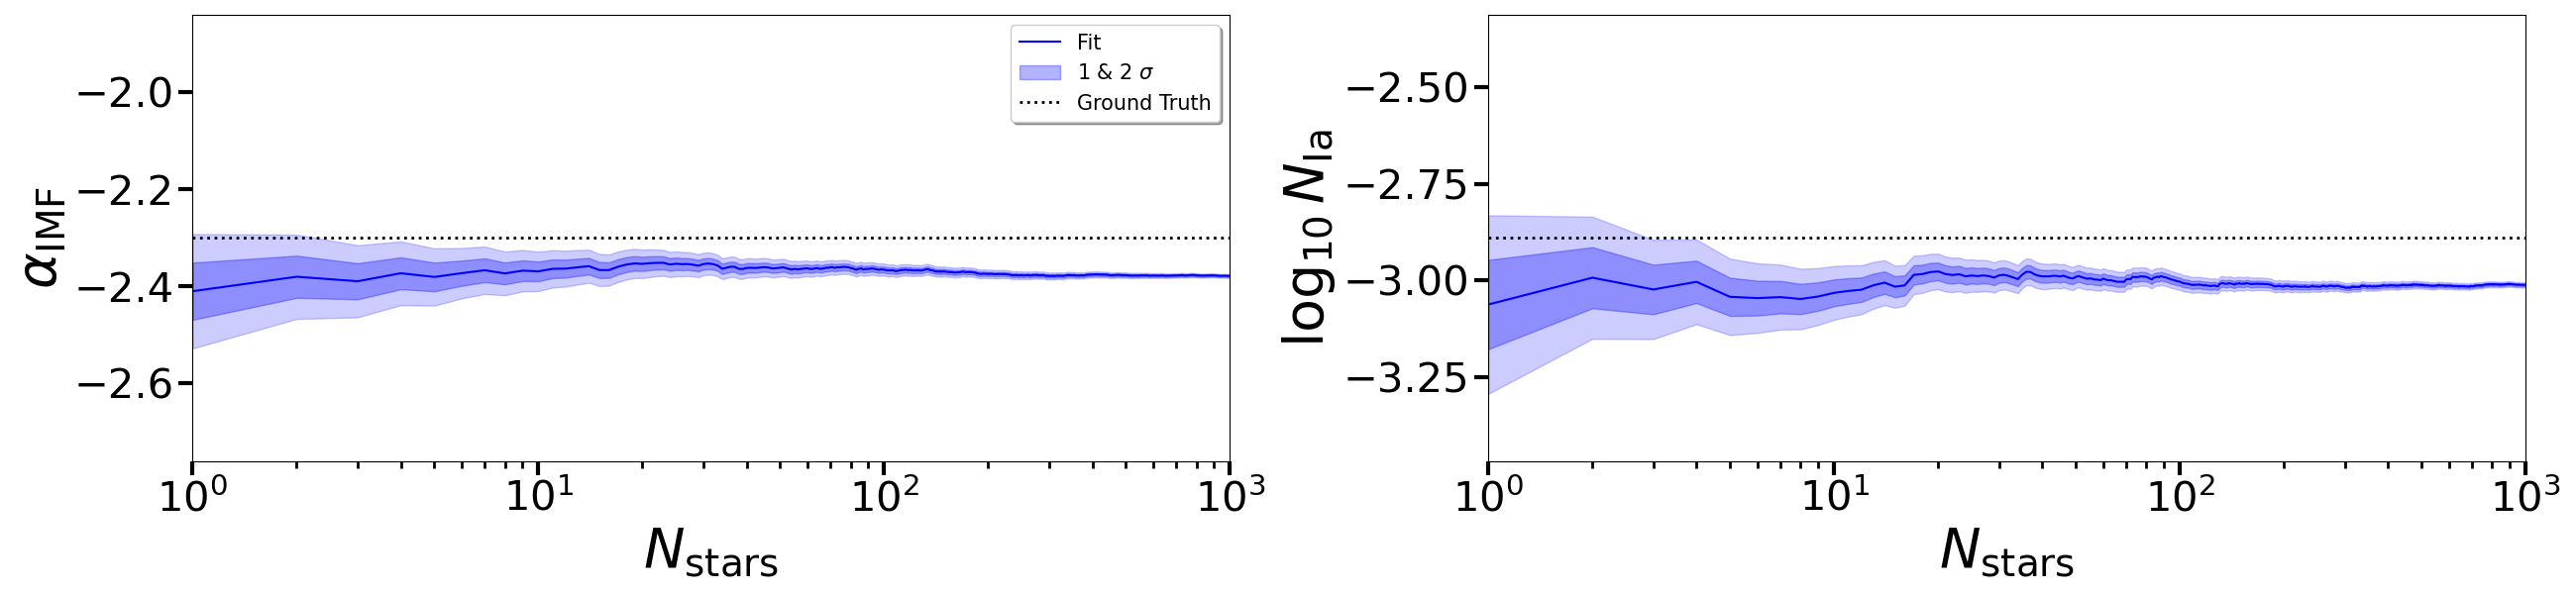 Fit
1 & 2 σ
Ground Truth
−2.0
−2.2
−2.4
−2.6
α_IMF
10^0 10^1 10^2 10^3
N_stars
−2.50
−2.75
−3.00
−3.25
log_10 N_Ia
10^0 10^1 10^2 10^3
N_stars